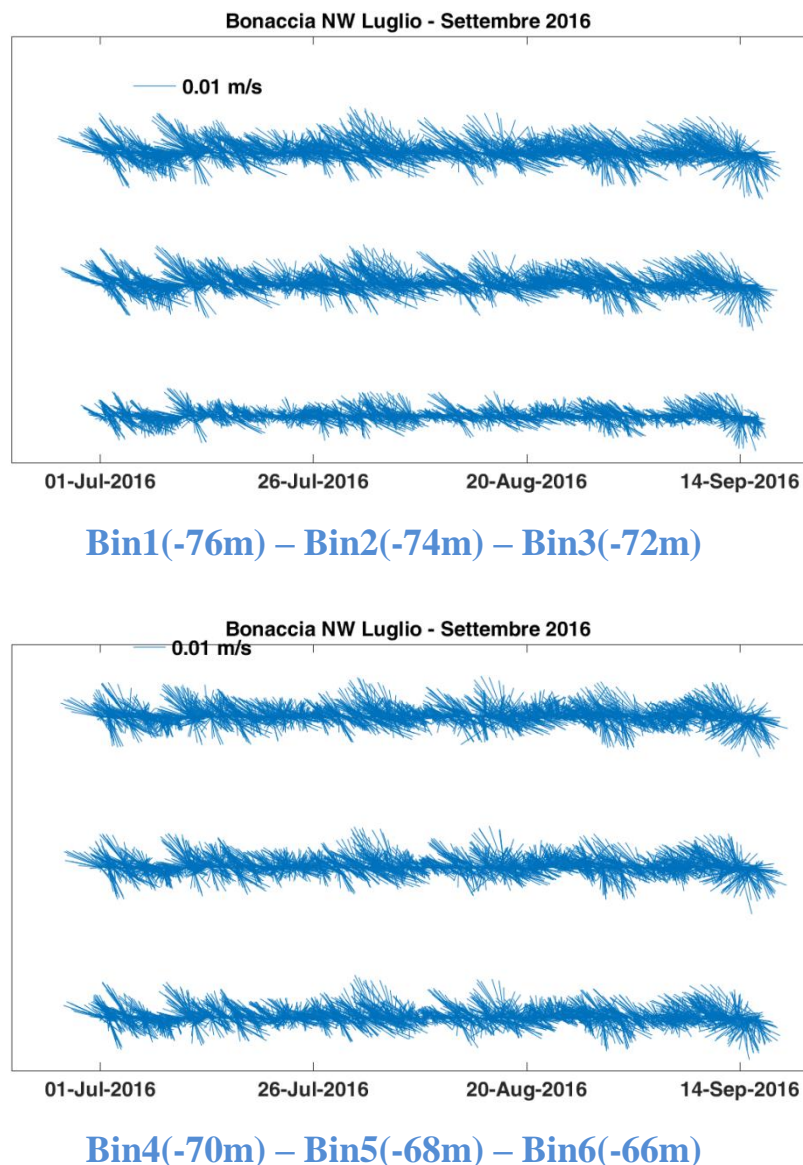 Bonaccia NW Luglio - Settembre 2016
0.01 m/s
01-Jul-2016 26-Jul-2016 20-Aug-2016 14-Sep-2016
Bin1(-76m) – Bin2(-74m) – Bin3(-72m)
Bonaccia NW Luglio - Settembre 2016
0.01 m/s
01-Jul-2016 26-Jul-2016 20-Aug-2016 14-Sep-2016
Bin4(-70m) – Bin5(-68m) – Bin6(-66m)